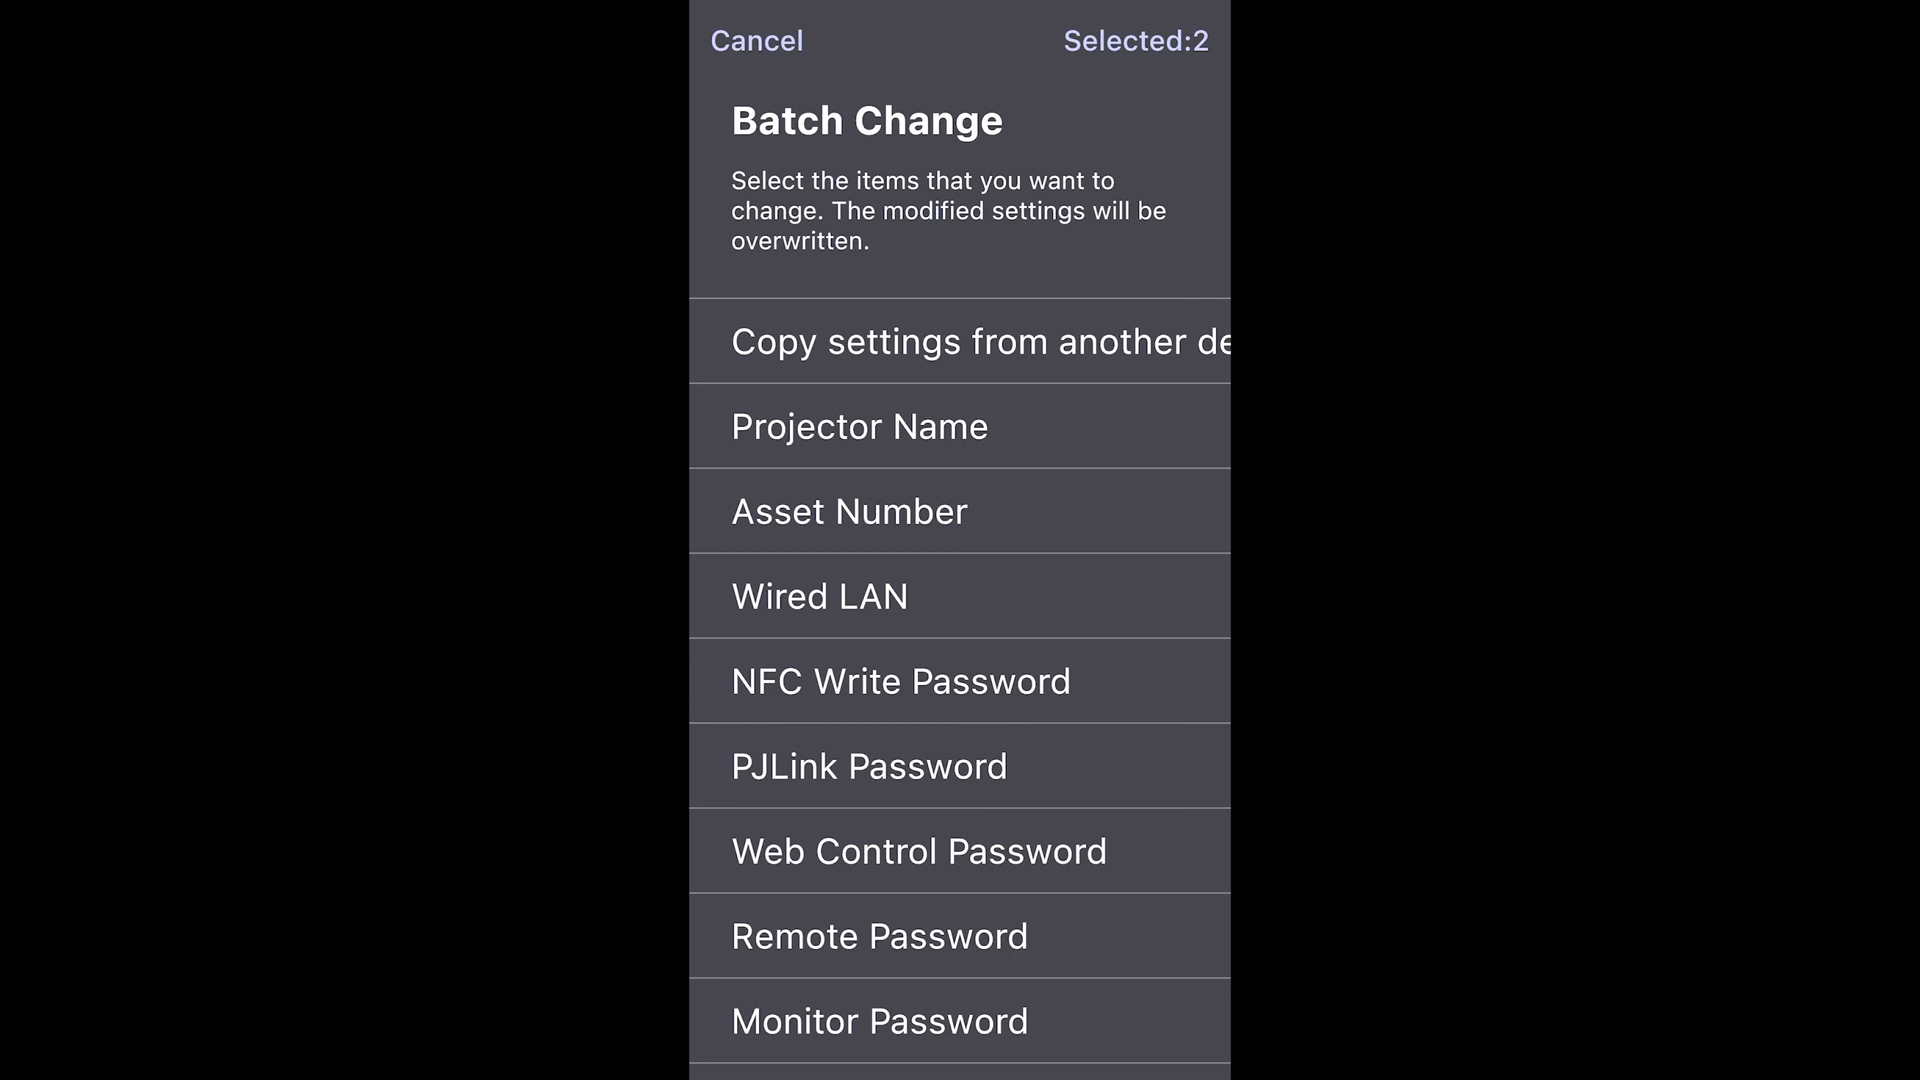 Cancel
Selected:2
Batch Change
Select the items that you want to
change. The modified settings will be
overwritten.
Copy settings from another de
Projector Name
Asset Number
Wired LAN
NFC Write Password
PJLink Password
Web Control Password
Remote Password
Monitor Password